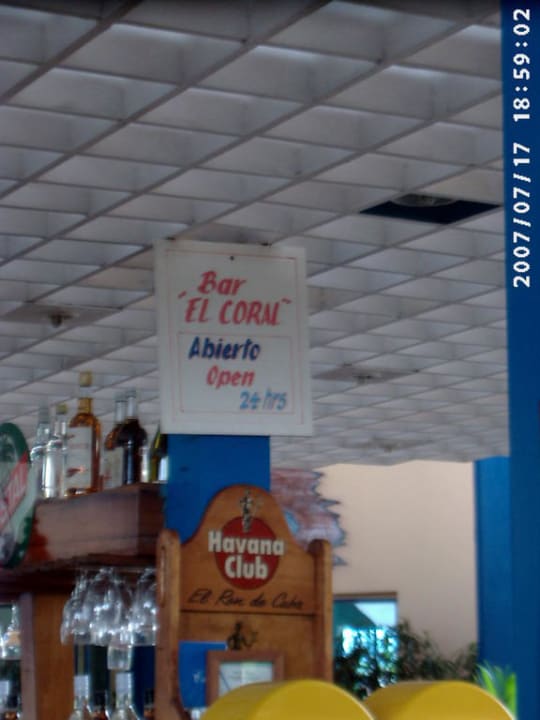 Bar
"EL CORAL"
Abierto
Open
24 hrs
Havana
Club
El Ron de Cuba
2007/07/17 18:59:02